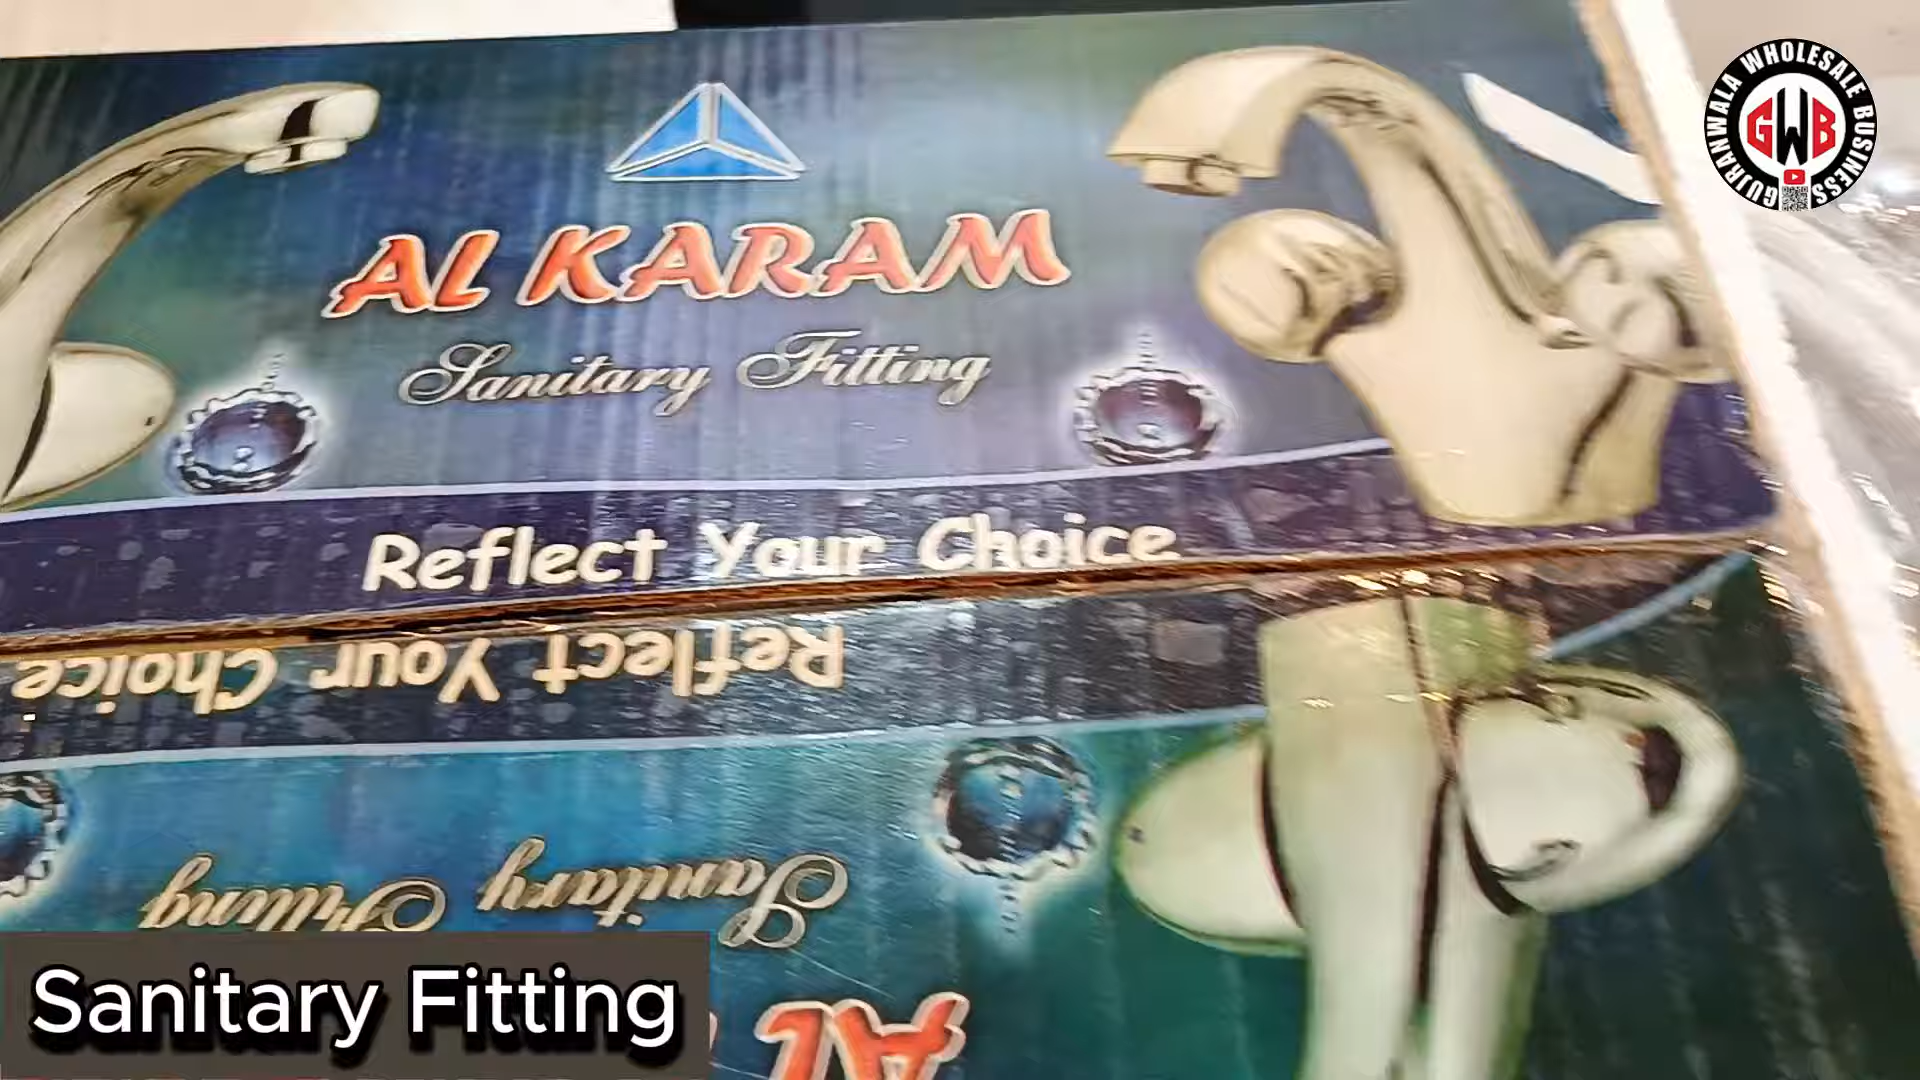 AL KARAM
Sanitary Fitting
Reflect Your Choice
Reflect Your Choice
Sanitary Fitting
AL
Sanitary Fitting
GUJRANWALA WHOLESALE BUSINESS
GWB